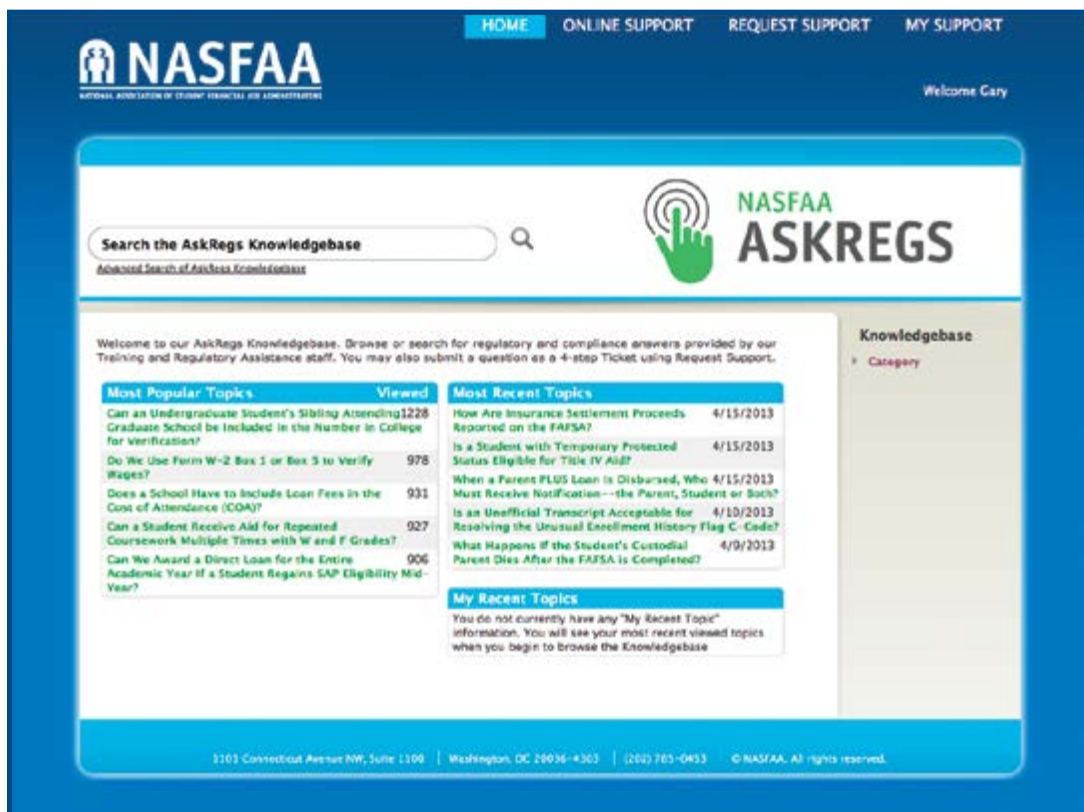 HOME ONLINE SUPPORT REQUEST SUPPORT MY SUPPORT
NASFAA
NATIONAL ASSOCIATION OF STUDENT FINANCIAL AID ADMINISTRATORS
Welcome Gary
NASFAA
ASKREGS
Search the AskRegs Knowledgebase
Advanced Search of AskRegs Knowledgebase
Welcome to our AskRegs Knowledgebase. Browse or search for regulatory and compliance answers provided by our
Training and Regulatory Assistance staff. You may also submit a question as a 4-step Ticket using Request Support.
Knowledgebase
Category
Most Popular Topics Viewed
Can an Undergraduate Student's Sibling Attending 1228
Graduate School be Included in the Number in College
for Verification?
Do We Use Form W-2 Box 1 or Box 5 to Verify 978
Wages?
Does a School Have to Include Loan Fees in the 931
Cost of Attendance (COA)?
Can a Student Receive Aid for Repeated 927
Coursework Multiple Times with W and F Grades?
Can We Award a Direct Loan for the Entire 906
Academic Year if a Student Regains SAP Eligibility Mid-
Year?
Most Recent Topics
How Are Insurance Settlement Proceeds 4/15/2013
Reported on the FAFSA?
Is a Student with Temporary Protected 4/15/2013
Status Eligible for Title IV Aid?
When a Parent PLUS Loan Is Disbursed, Who 4/15/2013
Must Receive Notification--the Parent, Student or Both?
Is an Unofficial Transcript Acceptable for 4/10/2013
Resolving the Unusual Enrollment History Flag C-Code?
What Happens If the Student's Custodial 4/9/2013
Parent Dies After the FAFSA is Completed?
My Recent Topics
You do not currently have any "My Recent Topic"
information. You will see your most recent viewed topics
when you begin to browse the Knowledgebase
1101 Connecticut Avenue NW, Suite 1100 | Washington, DC 20036-4303 | (202) 785-0453 © NASFAA. All rights reserved.